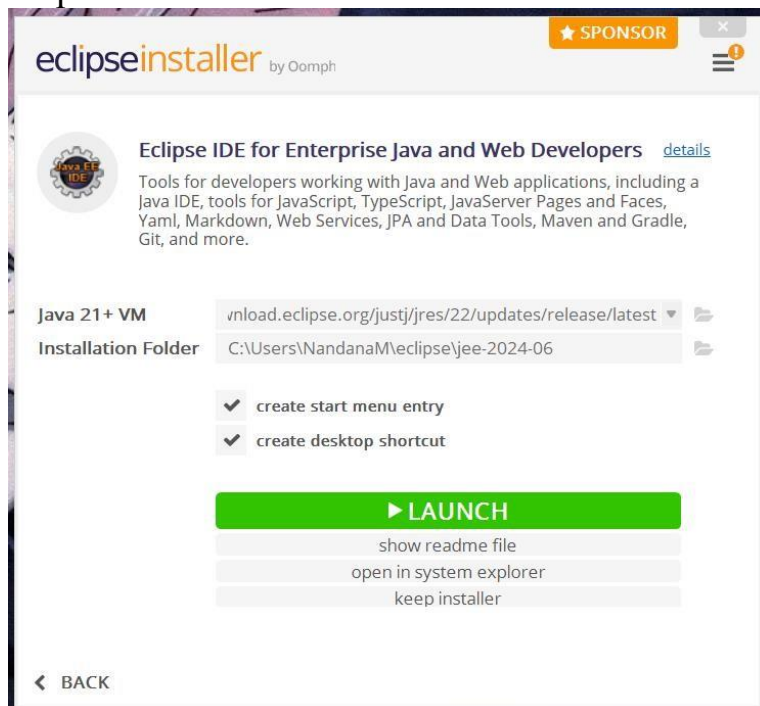 SPONSOR
eclipseinstaller by Oomph
Java EE
IDE
Eclipse IDE for Enterprise Java and Web Developers details
Tools for developers working with Java and Web applications, including a
Java IDE, tools for JavaScript, TypeScript, JavaServer Pages and Faces,
Yaml, Markdown, Web Services, JPA and Data Tools, Maven and Gradle,
Git, and more.
Java 21+ VM nload.eclipse.org/justj/jres/22/updates/release/latest
Installation Folder C:\Users\NandanaM\eclipse\jee-2024-06
create start menu entry
create desktop shortcut
LAUNCH
show readme file
open in system explorer
keep installer
BACK